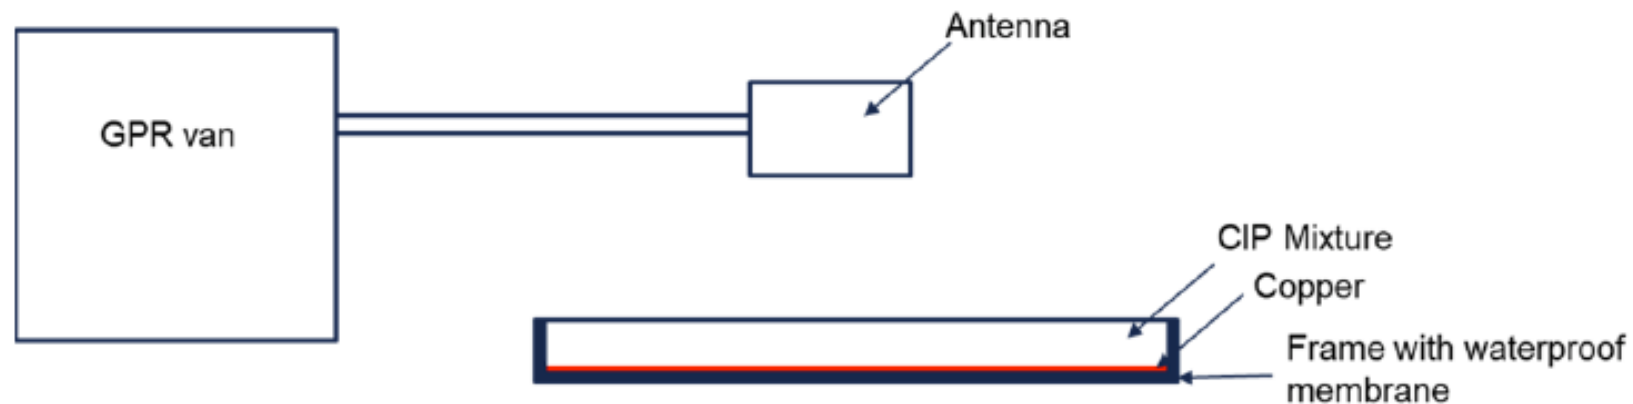 Antenna
GPR van
CIP Mixture
Copper
Frame with waterproof
membrane